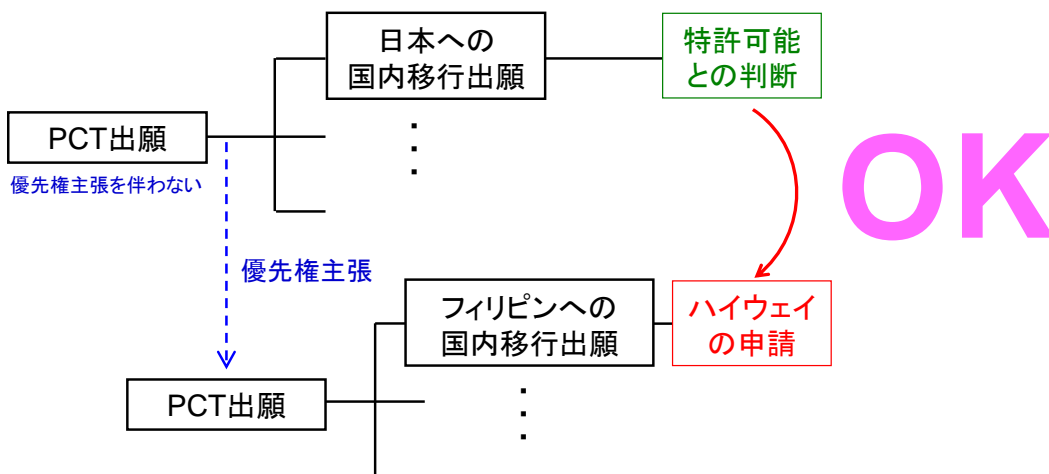 日本への
国内移行出願
特許可能
との判断
PCT出願
優先権主張を伴わない
OK
優先権主張
フィリピンへの
国内移行出願
ハイウェイ
の申請
PCT出願